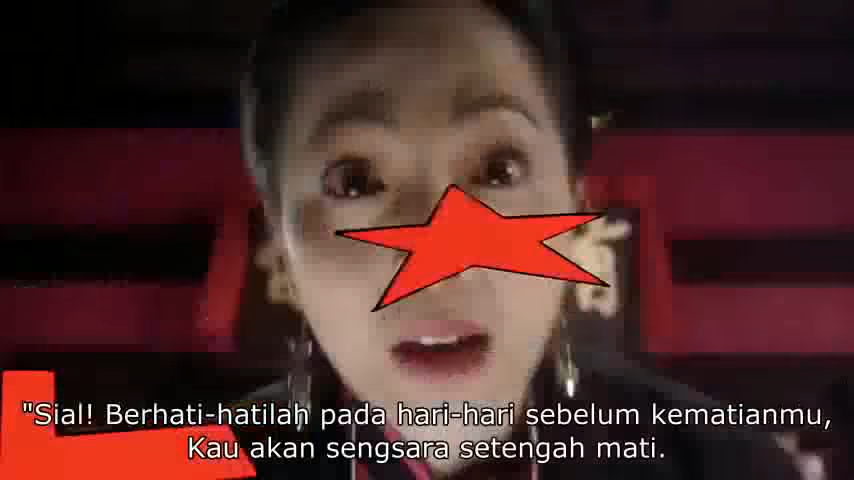 "Sial! Berhati-hatilah pada hari-hari sebelum kematianmu,
Kau akan sengsara setengah mati.